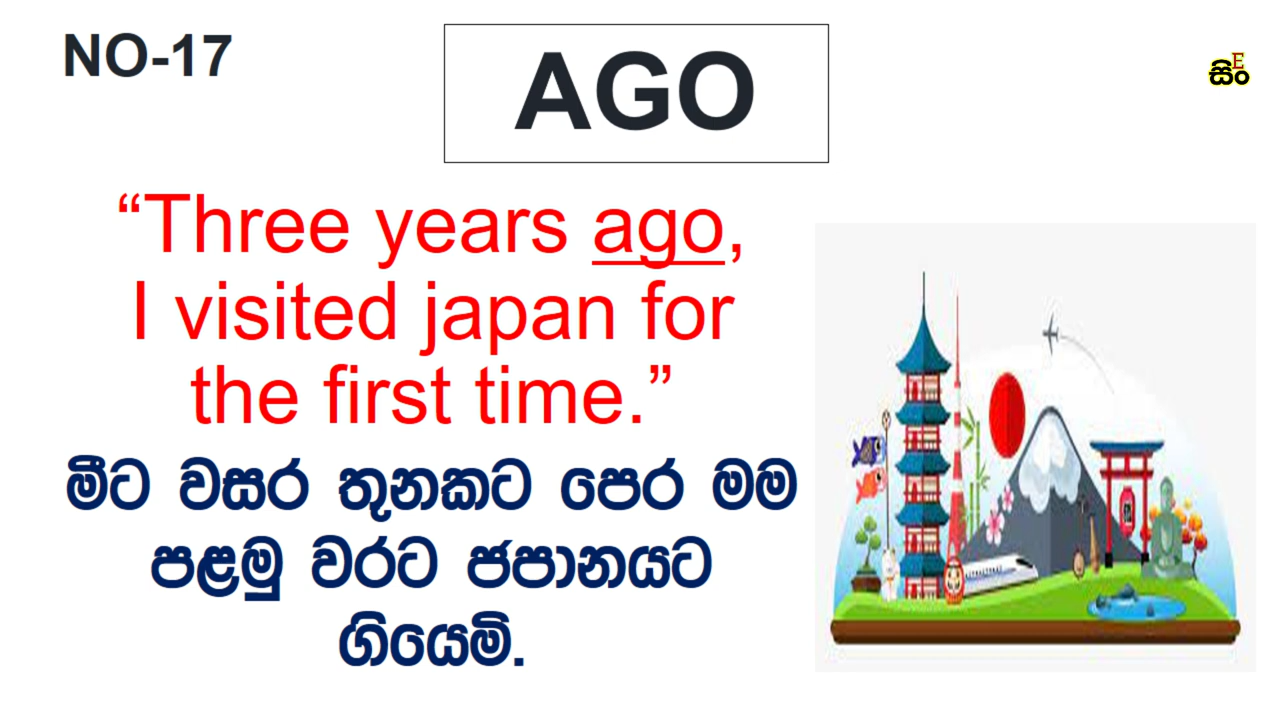 NO-17
AGO
සිං
E
“Three years ago,
I visited japan for
the first time.”
මීට වසර තුනකට පෙර මම
පළමු වරට ජපානයට
ගියෙමි.